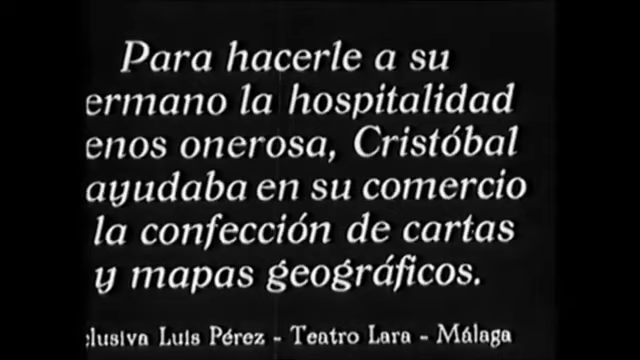 Para hacerle a su
ermano la hospitalidad
enos onerosa, Cristóbal
ayudaba en su comercio
la confección de cartas
y mapas geográficos.
clusiva Luis Pérez - Teatro Lara - Málaga